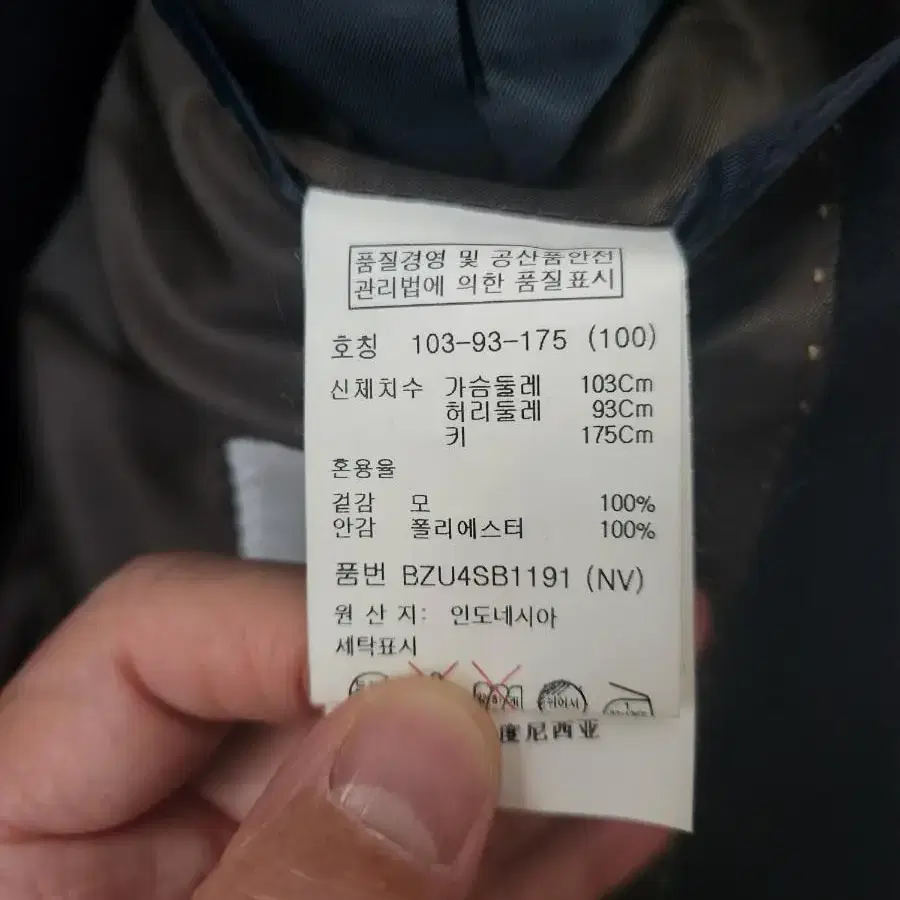 품질경영 및 공산품안전
관리법에 의한 품질표시
호칭 103-93-175 (100)
신체치수 가슴둘레 103Cm
허리둘레 93Cm
키 175Cm
혼용율
겉감 모 100%
안감 폴리에스터 100%
품번 BZU4SB1191 (NV)
원 산 지: 인도네시아
세탁표시
度尼西亚